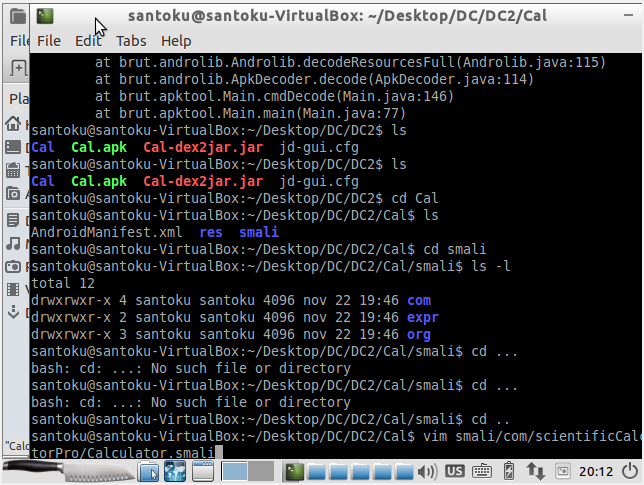 santoku@santoku-VirtualBox: ~/Desktop/DC/DC2/Cal
File Edit Tabs Help
File
Pla
at brut.androlib.Androlib.decodeResourcesFull(Androlib.java:115)
at brut.androlib.ApkDecoder.decode(ApkDecoder.java:114)
at brut.apktool.Main.cmdDecode(Main.java:146)
at brut.apktool.Main.main(Main.java:77)
santoku@santoku-VirtualBox:~/Desktop/DC/DC2$ ls
Cal Cal.apk Cal-dex2jar.jar jd-gui.cfg
santoku@santoku-VirtualBox:~/Desktop/DC/DC2$ ls
Cal Cal.apk Cal-dex2jar.jar jd-gui.cfg
santoku@santoku-VirtualBox:~/Desktop/DC/DC2$ cd Cal
santoku@santoku-VirtualBox:~/Desktop/DC/DC2/Cal$ ls
AndroidManifest.xml res smali
santoku@santoku-VirtualBox:~/Desktop/DC/DC2/Cal$ cd smali
santoku@santoku-VirtualBox:~/Desktop/DC/DC2/Cal/smali$ ls -l
total 12
drwxrwxr-x 4 santoku santoku 4096 nov 22 19:46 com
drwxrwxr-x 2 santoku santoku 4096 nov 22 19:46 expr
drwxrwxr-x 3 santoku santoku 4096 nov 22 19:46 org
santoku@santoku-VirtualBox:~/Desktop/DC/DC2/Cal/smali$ cd ...
bash: cd: ...: No such file or directory
santoku@santoku-VirtualBox:~/Desktop/DC/DC2/Cal/smali$ cd ...
bash: cd: ...: No such file or directory
santoku@santoku-VirtualBox:~/Desktop/DC/DC2/Cal/smali$ cd ..
santoku@santoku-VirtualBox:~/Desktop/DC/DC2/Cal$ vim smali/com/scientificCalc
torPro/Calculator.smali
"Calc
US
20:12